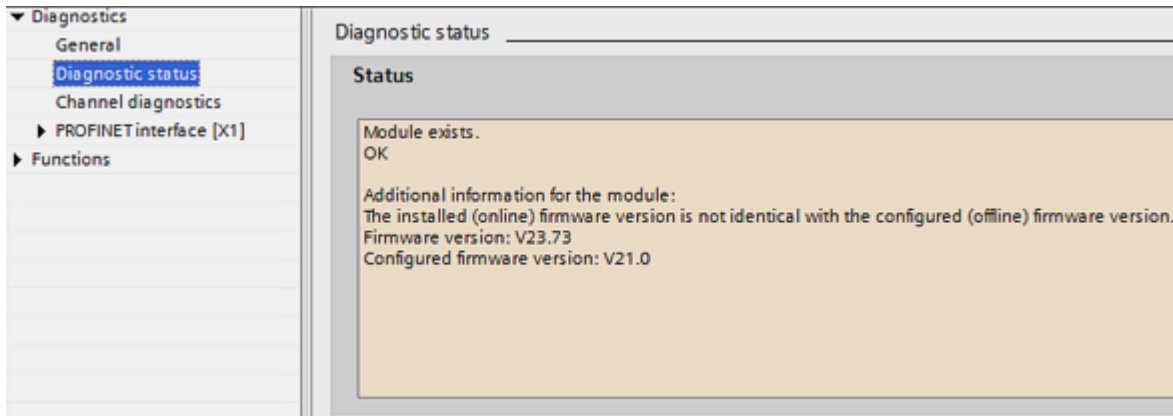 Diagnostics
General
Diagnostic status
Channel diagnostics
PROFINET interface [X1]
Functions
Diagnostic status
Status
Module exists.
OK
Additional information for the module:
The installed (online) firmware version is not identical with the configured (offline) firmware version.
Firmware version: V23.73
Configured firmware version: V21.0